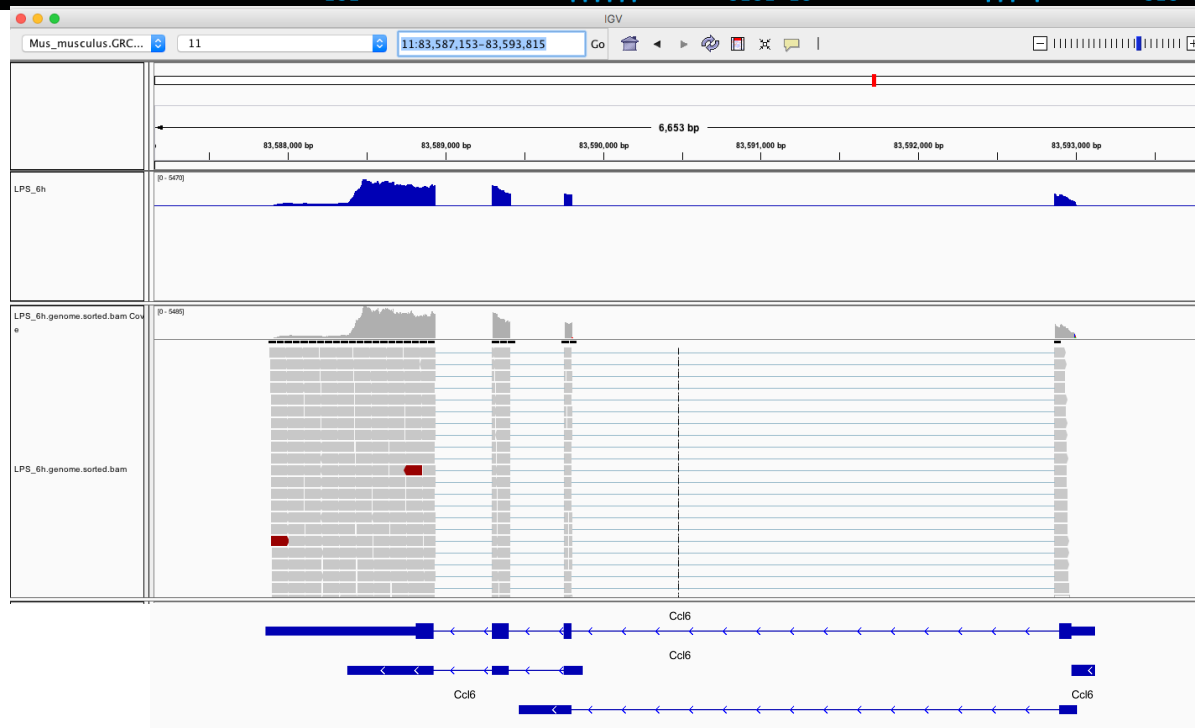 IGV
Mus_musculus.GRC... 11 11:83,587,153-83,593,815 Go
6,653 bp
83,588,000 bp 83,589,000 bp 83,590,000 bp 83,591,000 bp 83,592,000 bp 83,593,000 bp
LPS_6h [0 - 5470]
LPS_6h.genome.sorted.bam Cov [0 - 5485]
e
LPS_6h.genome.sorted.bam
Ccl6
Ccl6
Ccl6 Ccl6